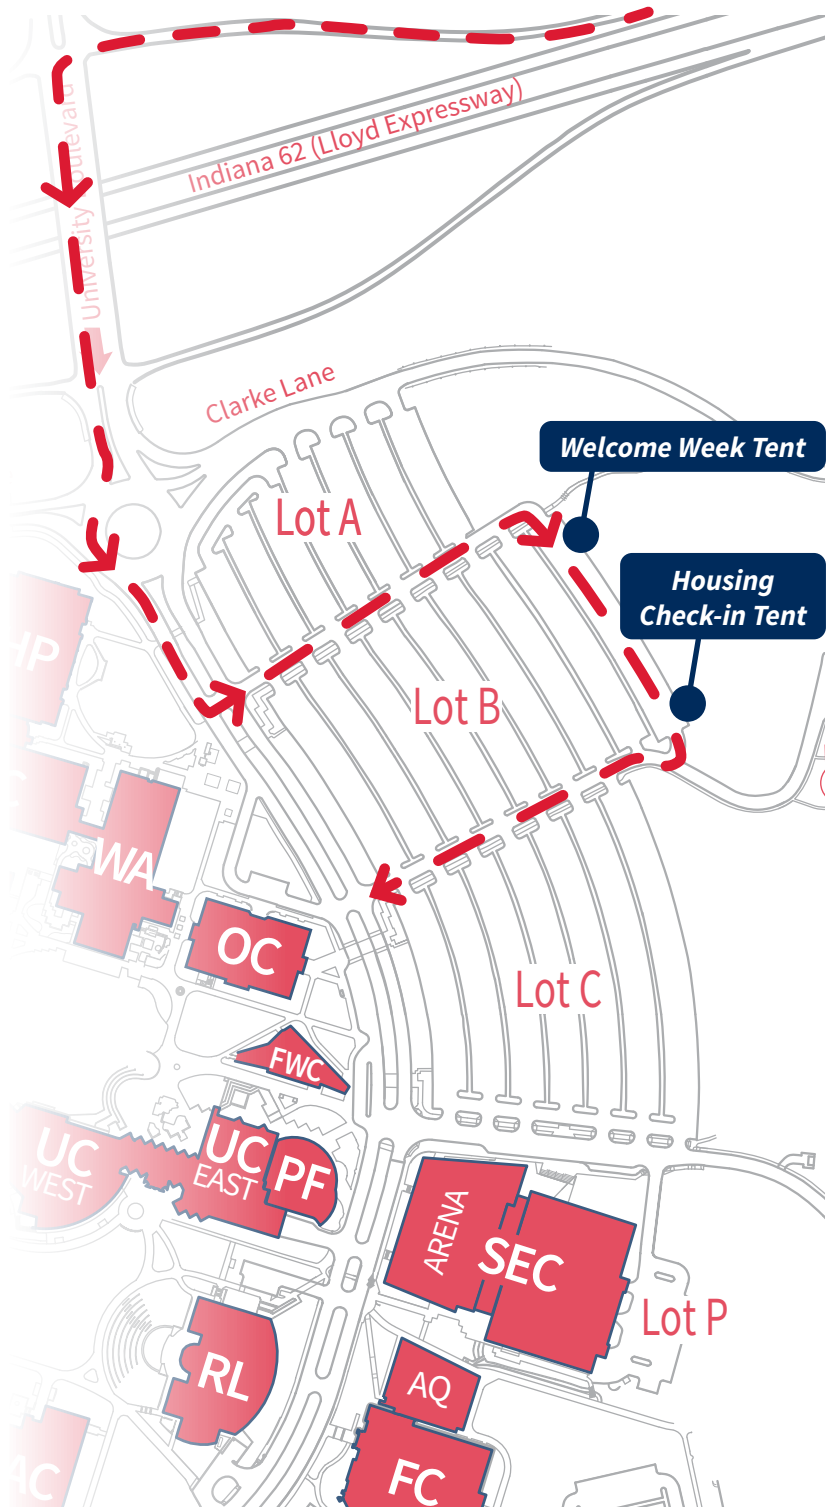 Indiana 62 (Lloyd Expressway)
University Boulevard
Clarke Lane
Welcome Week Tent
Lot A
Housing
Check-in Tent
HP
Lot B
WA
OC
Lot C
FWC
UC
WEST
UC
EAST
PF
ARENA
SEC
Lot P
RL
AQ
FC